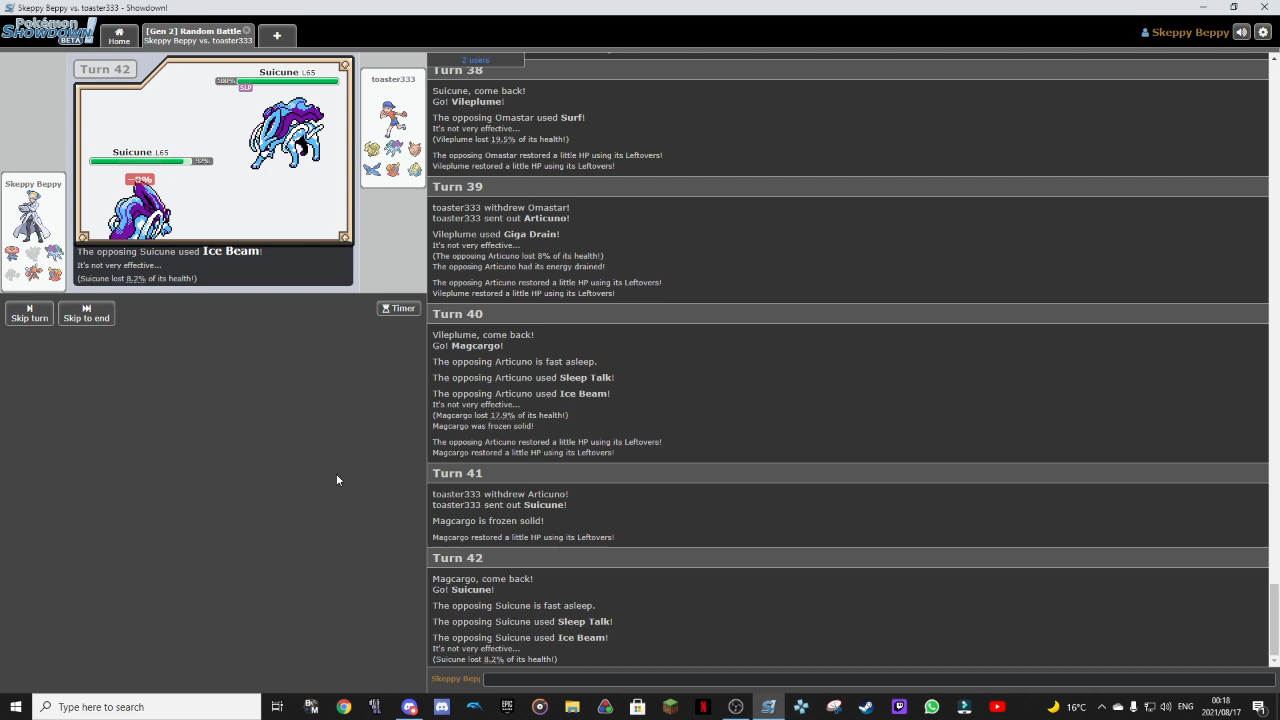 Skeppy Beppy vs. toaster333 - Showdown!
Pokémon
SHOWDOWN!
BETA
Home
[Gen 2] Random Battle
Skeppy Beppy vs. toaster333
Skeppy Beppy
Turn 42
Suicune L65
100%
SLP
Suicune L65
92%
toaster333
Skeppy Beppy
The opposing Suicune used Ice Beam!
It's not very effective...
(Suicune lost 8.2% of its health!)
Skip turn
Skip to end
Timer
2 users
Turn 38
Suicune, come back!
Go! Vileplume!
The opposing Omastar used Surf!
It's not very effective...
(Vileplume lost 19.5% of its health!)
The opposing Omastar restored a little HP using its Leftovers!
Vileplume restored a little HP using its Leftovers!
Turn 39
toaster333 withdrew Omastar!
toaster333 sent out Articuno!
Vileplume used Giga Drain!
It's not very effective...
(The opposing Articuno lost 8% of its health!)
The opposing Articuno had its energy drained!
The opposing Articuno restored a little HP using its Leftovers!
Vileplume restored a little HP using its Leftovers!
Turn 40
Vileplume, come back!
Go! Magcargo!
The opposing Articuno is fast asleep.
The opposing Articuno used Sleep Talk!
The opposing Articuno used Ice Beam!
It's not very effective...
(Magcargo lost 17.9% of its health!)
Magcargo was frozen solid!
The opposing Articuno restored a little HP using its Leftovers!
Magcargo restored a little HP using its Leftovers!
Turn 41
toaster333 withdrew Articuno!
toaster333 sent out Suicune!
Magcargo is frozen solid!
Magcargo restored a little HP using its Leftovers!
Turn 42
Magcargo, come back!
Go! Suicune!
The opposing Suicune is fast asleep.
The opposing Suicune used Sleep Talk!
The opposing Suicune used Ice Beam!
It's not very effective...
(Suicune lost 8.2% of its health!)
Type here to search
16°C
ENG
00:18
2021/08/17